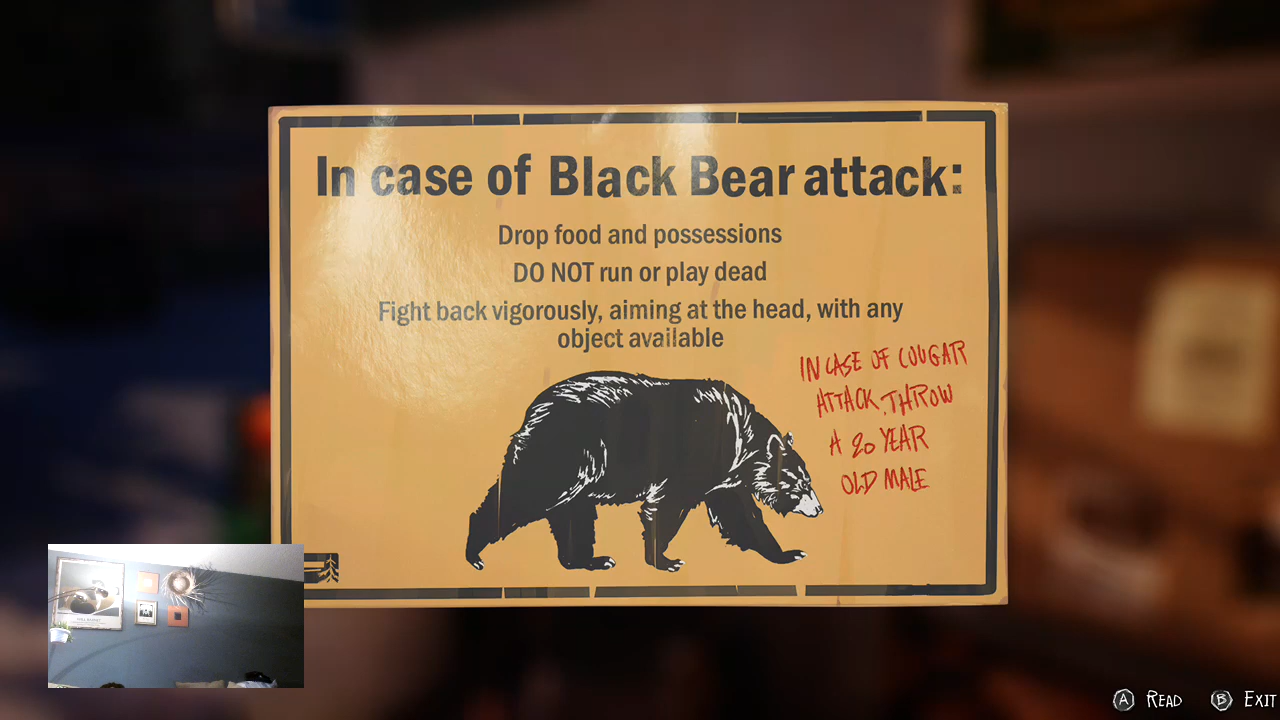 In case of Black Bear attack:
Drop food and possessions
DO NOT run or play dead
Fight back vigorously, aiming at the head, with any
object available
IN CASE OF COUGAR
ATTACK, THROW
A 20 YEAR
OLD MALE
A READ B EXIT